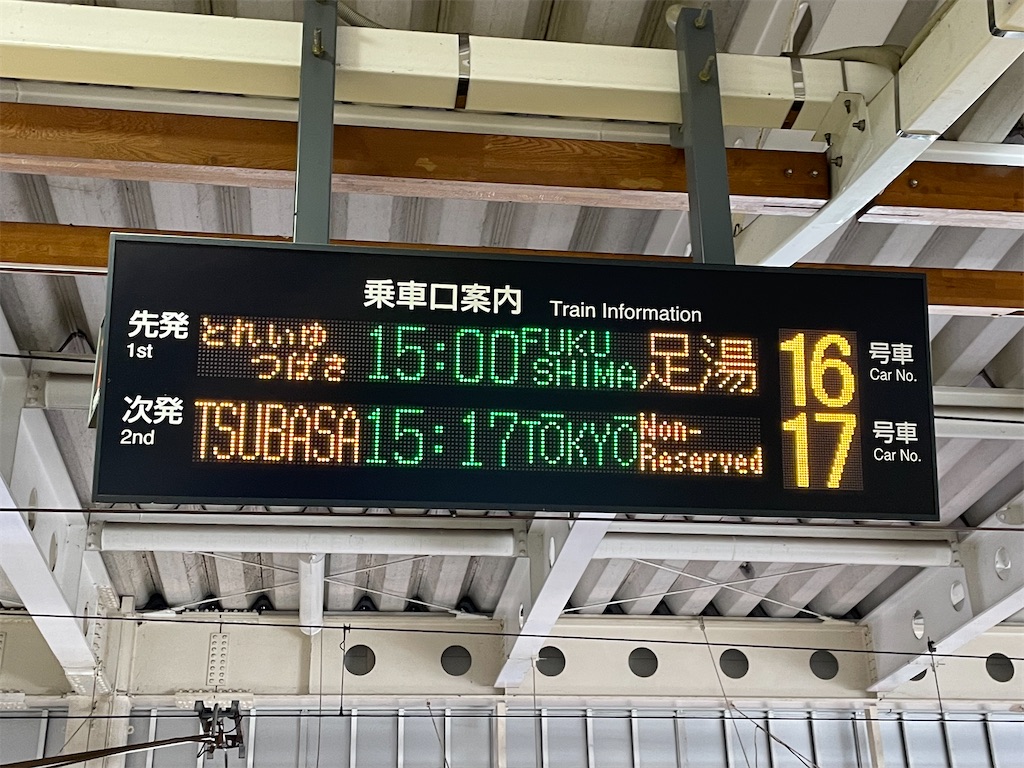 乗車口案内 Train Information
先発 とれいゆ つばさ 15:00 FUKU SHIMA 足湯 16 号車
1st Car No.
次発 TSUBASA 15:17 TŌKYŌ Non- Reserved 17 号車
2nd Car No.